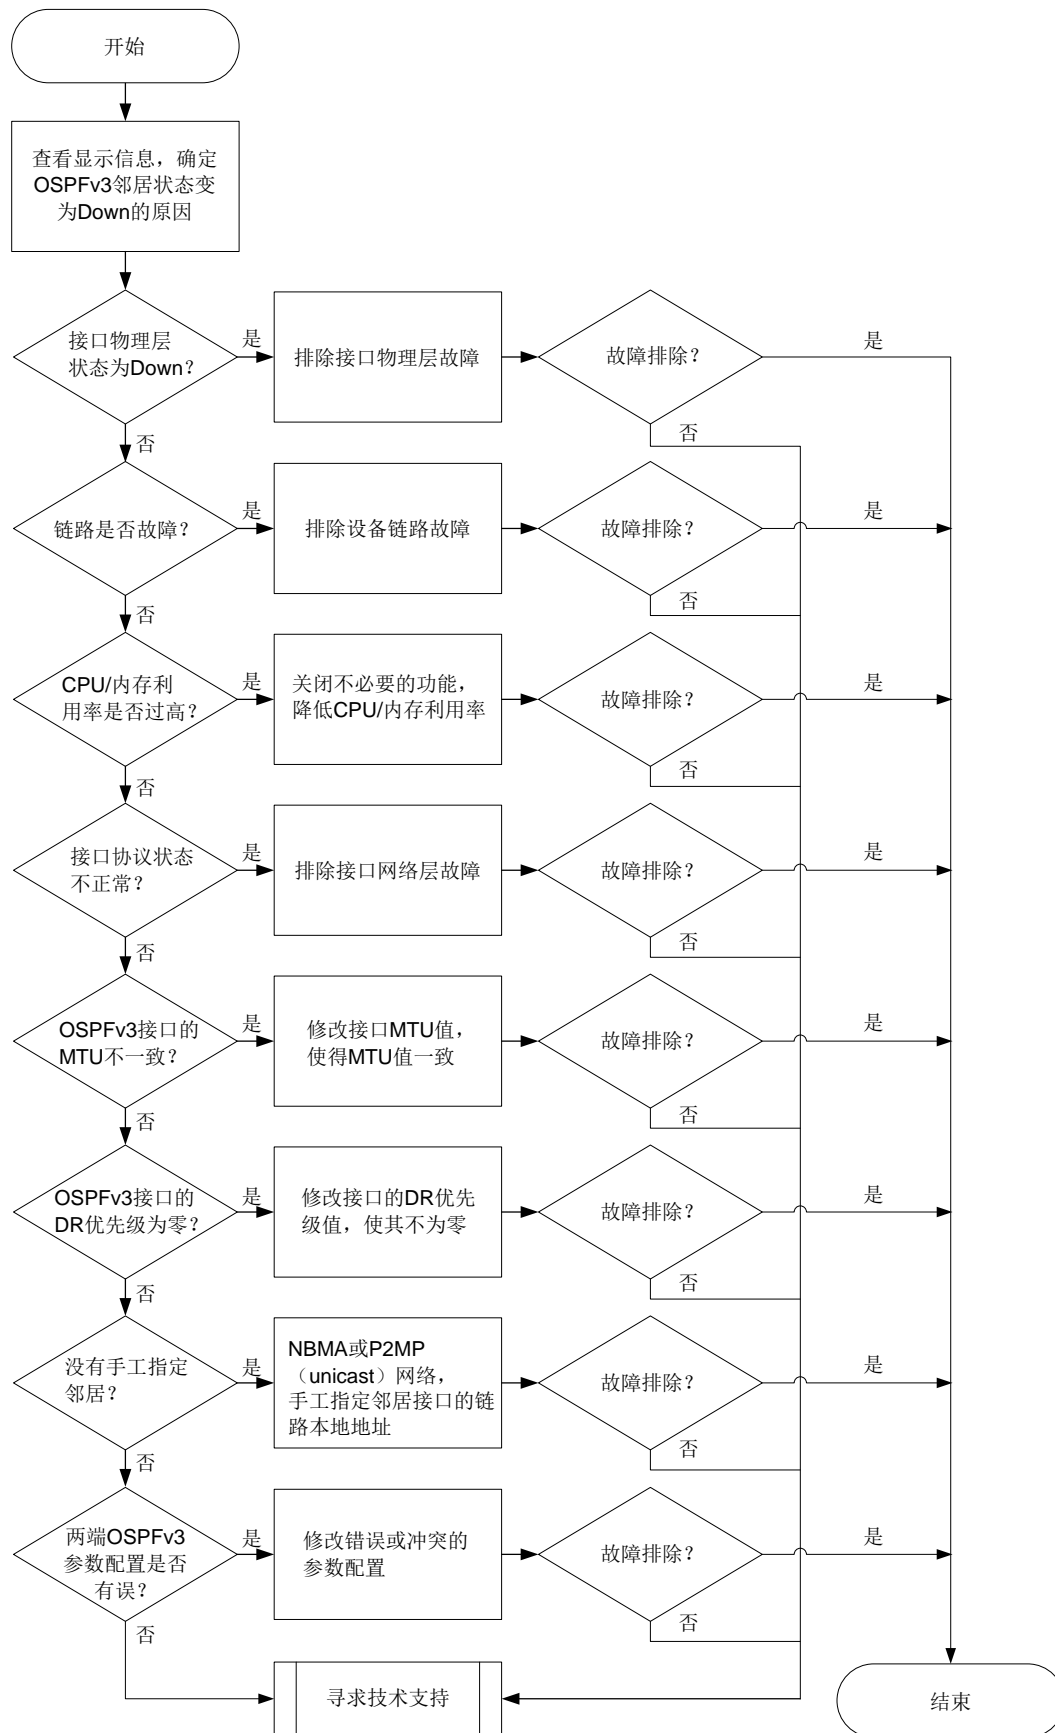 开始
查看显示信息，确定
OSPFv3邻居状态变
为Down的原因
接口物理层
状态为Down？
是
排除接口物理层故障
故障排除？
是
否
否
链路是否故障？
是
排除设备链路故障
故障排除？
是
否
否
CPU/内存利
用率是否过高？
是
关闭不必要的功能，
降低CPU/内存利用率
故障排除？
是
否
否
接口协议状态
不正常？
是
排除接口网络层故障
故障排除？
是
否
否
OSPFv3接口的
MTU不一致？
是
修改接口MTU值，
使得MTU值一致
故障排除？
是
否
否
OSPFv3接口的
DR优先级为零？
是
修改接口的DR优先
级值，使其不为零
故障排除？
是
否
否
没有手工指定
邻居？
是
NBMA或P2MP
（unicast）网络，
手工指定邻居接口的链
路本地地址
故障排除？
是
否
否
两端OSPFv3
参数配置是否
有误？
是
修改错误或冲突的
参数配置
故障排除？
是
否
否
寻求技术支持
结束